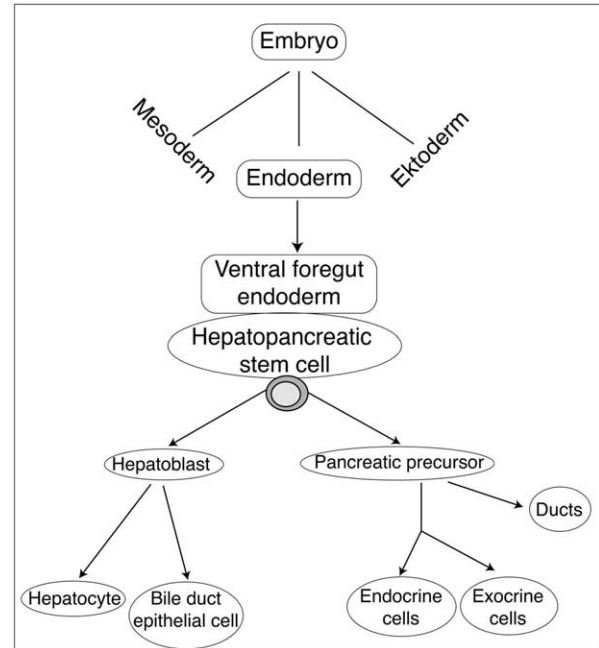 Embryo
Mesoderm
Ektoderm
Endoderm
Ventral foregut
endoderm
Hepatopancreatic
stem cell
Hepatoblast
Pancreatic precursor
Ducts
Hepatocyte
Bile duct
epithelial cell
Endocrine
cells
Exocrine
cells